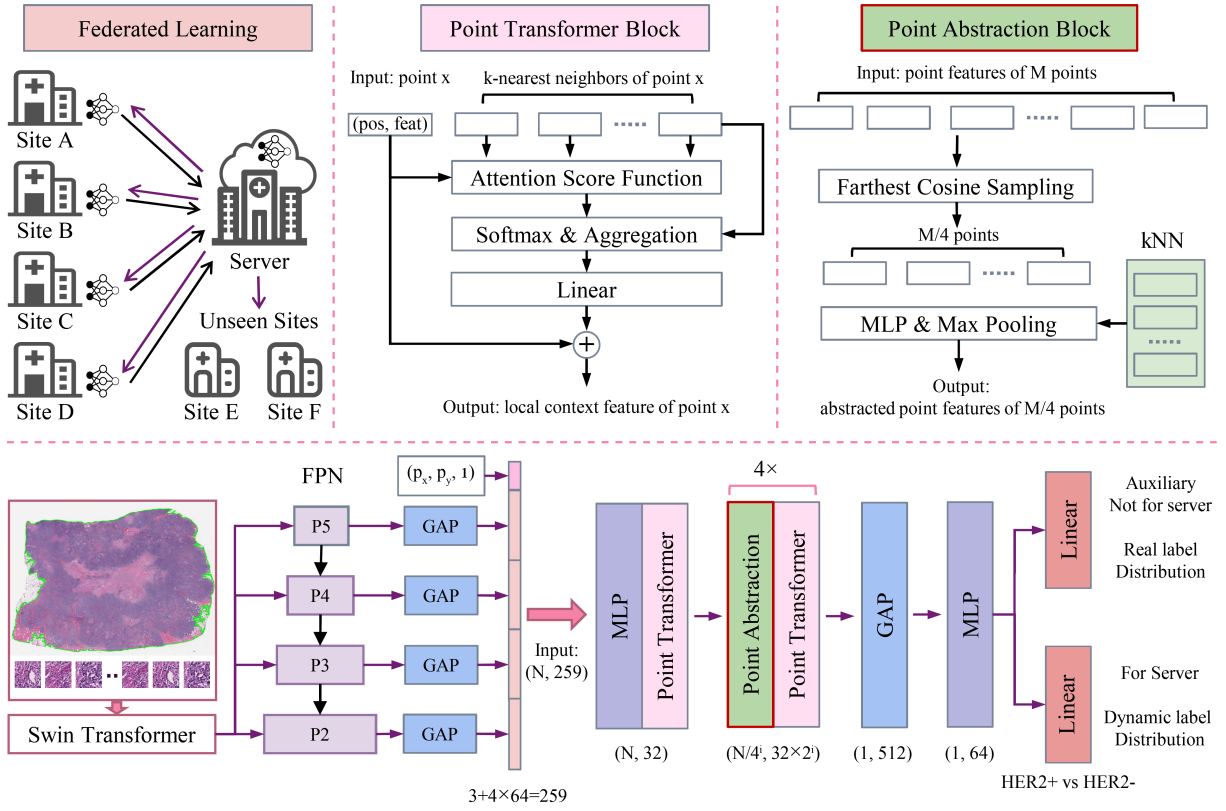 Federated Learning
Site A
Site B
Site C
Site D
Server
Unseen Sites
Site E
Site F
Point Transformer Block
Input: point x
k-nearest neighbors of point x
(pos, feat)
Attention Score Function
Softmax & Aggregation
Linear
+
Output: local context feature of point x
Point Abstraction Block
Input: point features of M points
Farthest Cosine Sampling
M/4 points
kNN
MLP & Max Pooling
Output:
abstracted point features of M/4 points
Swin Transformer
FPN
P5
P4
P3
P2
GAP
GAP
GAP
GAP
(pₓ, pᵧ, 1)
3+4×64=259
Input:
(N, 259)
MLP
Point Transformer
(N, 32)
4×
Point Abstraction
Point Transformer
(N/4ⁱ, 32×2ⁱ)
GAP
(1, 512)
MLP
(1, 64)
Linear
Auxiliary
Not for server
Real label
Distribution
Linear
For Server
Dynamic label
Distribution
HER2+ vs HER2-